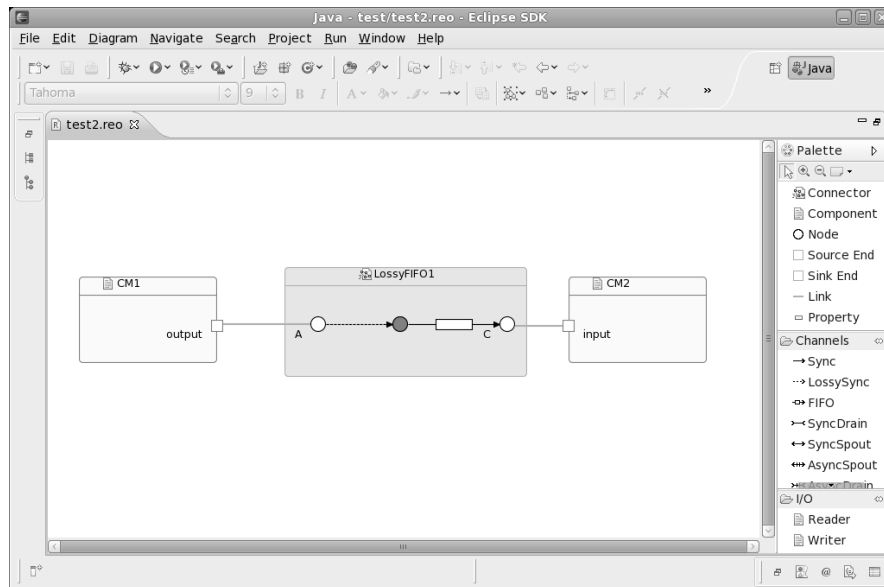 Java - test/test2.reo - Eclipse SDK
File Edit Diagram Navigate Search Project Run Window Help
Java
Tahoma 9 B I A »
test2.reo
Palette
Connector
Component
Node
Source End
Sink End
Link
Property
Channels
Sync
LossySync
FIFO
SyncDrain
SyncSpout
AsyncSpout
AsyncDrain
I/O
Reader
Writer
CM1
output
LossyFIFO1
A
C
CM2
input